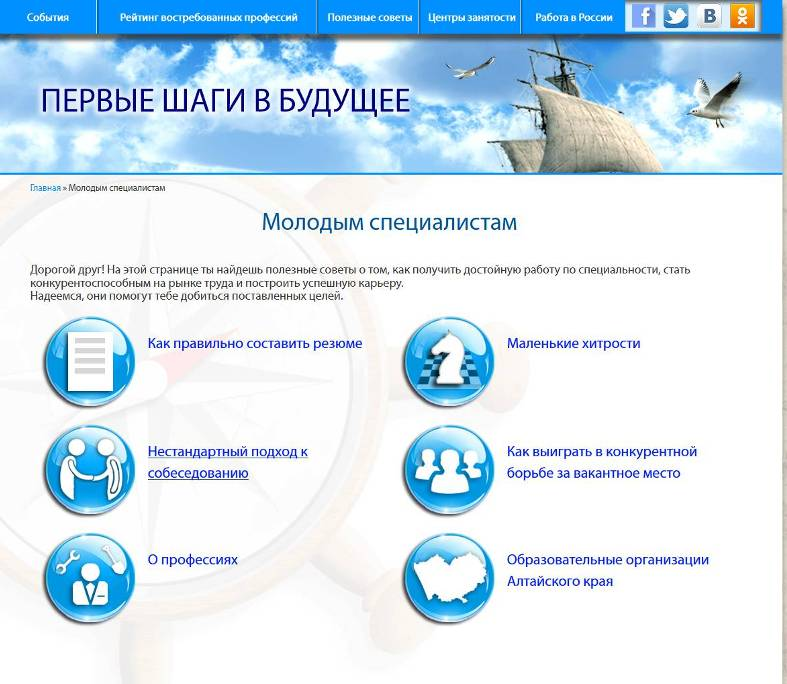 События
Рейтинг востребованных профессий
Полезные советы
Центры занятости
Работа в России
f
В
ПЕРВЫЕ ШАГИ В БУДУЩЕЕ
Главная » Молодым специалистам
Молодым специалистам
Дорогой друг! На этой странице ты найдешь полезные советы о том, как получить достойную работу по специальности, стать
конкурентоспособным на рынке труда и построить успешную карьеру.
Надеемся, они помогут тебе добиться поставленных целей.
Как правильно составить резюме
Маленькие хитрости
Нестандартный подход к
собеседованию
Как выиграть в конкурентной
борьбе за вакантное место
О профессиях
Образовательные организации
Алтайского края